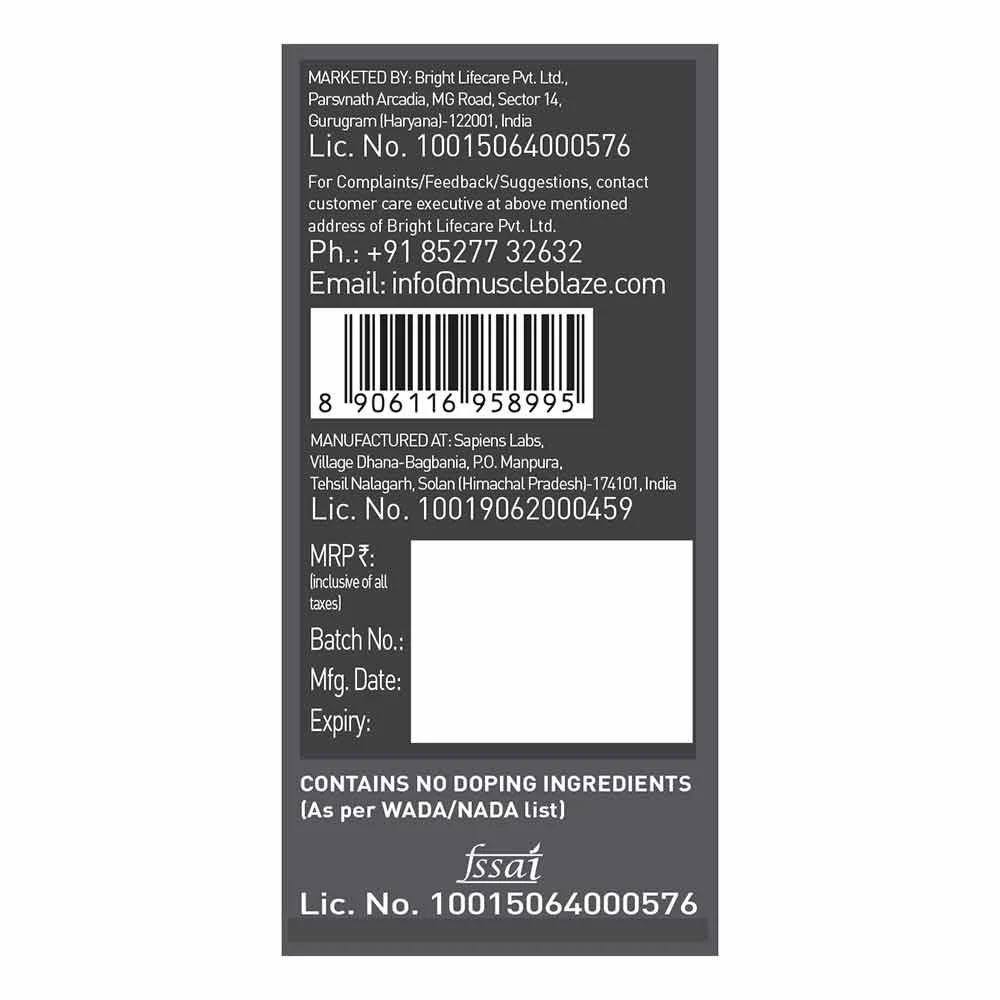 MARKETED BY: Bright Lifecare Pvt. Ltd.,
Parsvnath Arcadia, MG Road, Sector 14,
Gurugram (Haryana)-122001, India
Lic. No. 10015064000576
For Complaints/Feedback/Suggestions, contact
customer care executive at above mentioned
address of Bright Lifecare Pvt. Ltd.
Ph.: +91 85277 32632
Email: info@muscleblaze.com
8 906116 958995
MANUFACTURED AT: Sapiens Labs,
Village Dhana-Bagbania, P.O. Manpura,
Tehsil Nalagarh, Solan (Himachal Pradesh)-174101, India
Lic. No. 10019062000459
MRP ₹:
(inclusive of all
taxes)
Batch No.:
Mfg. Date:
Expiry:
CONTAINS NO DOPING INGREDIENTS
(As per WADA/NADA list)
fssai
Lic. No. 10015064000576